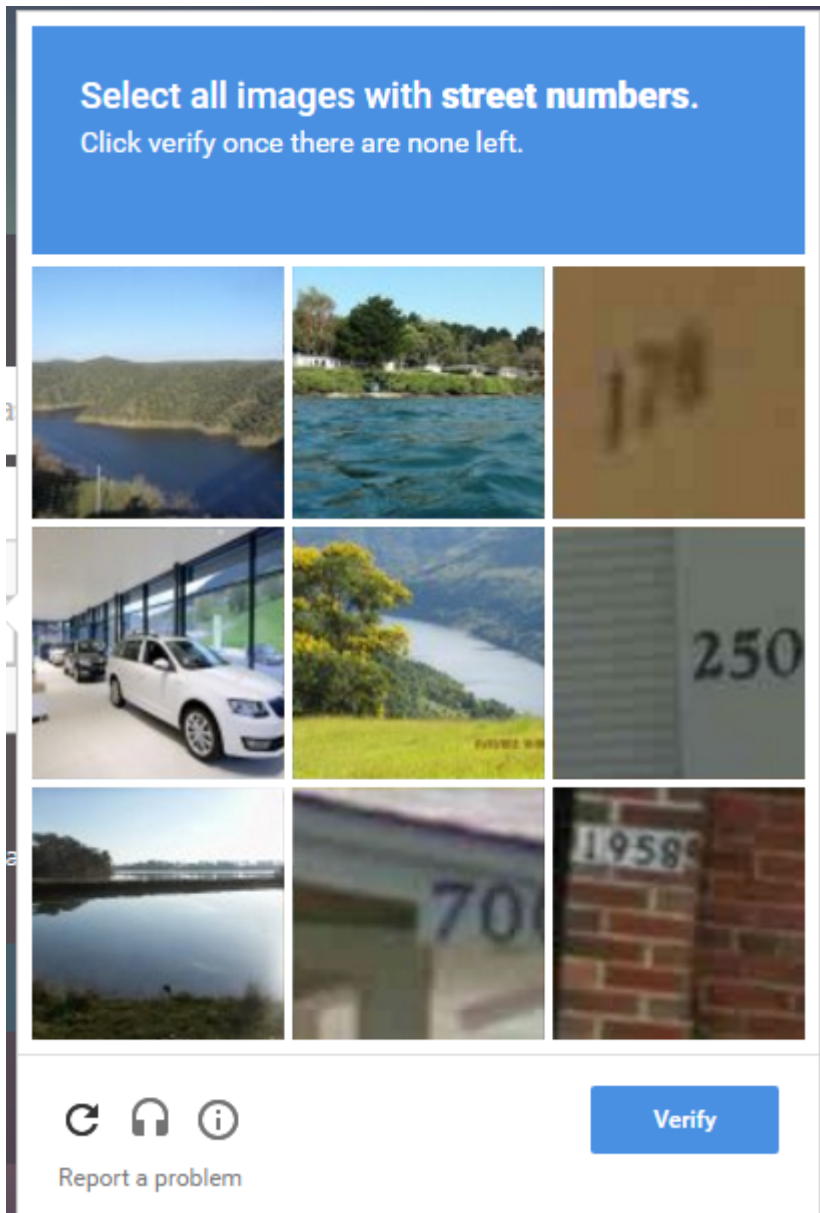 Select all images with street numbers.
Click verify once there are none left.
250
1958
Verify
Report a problem